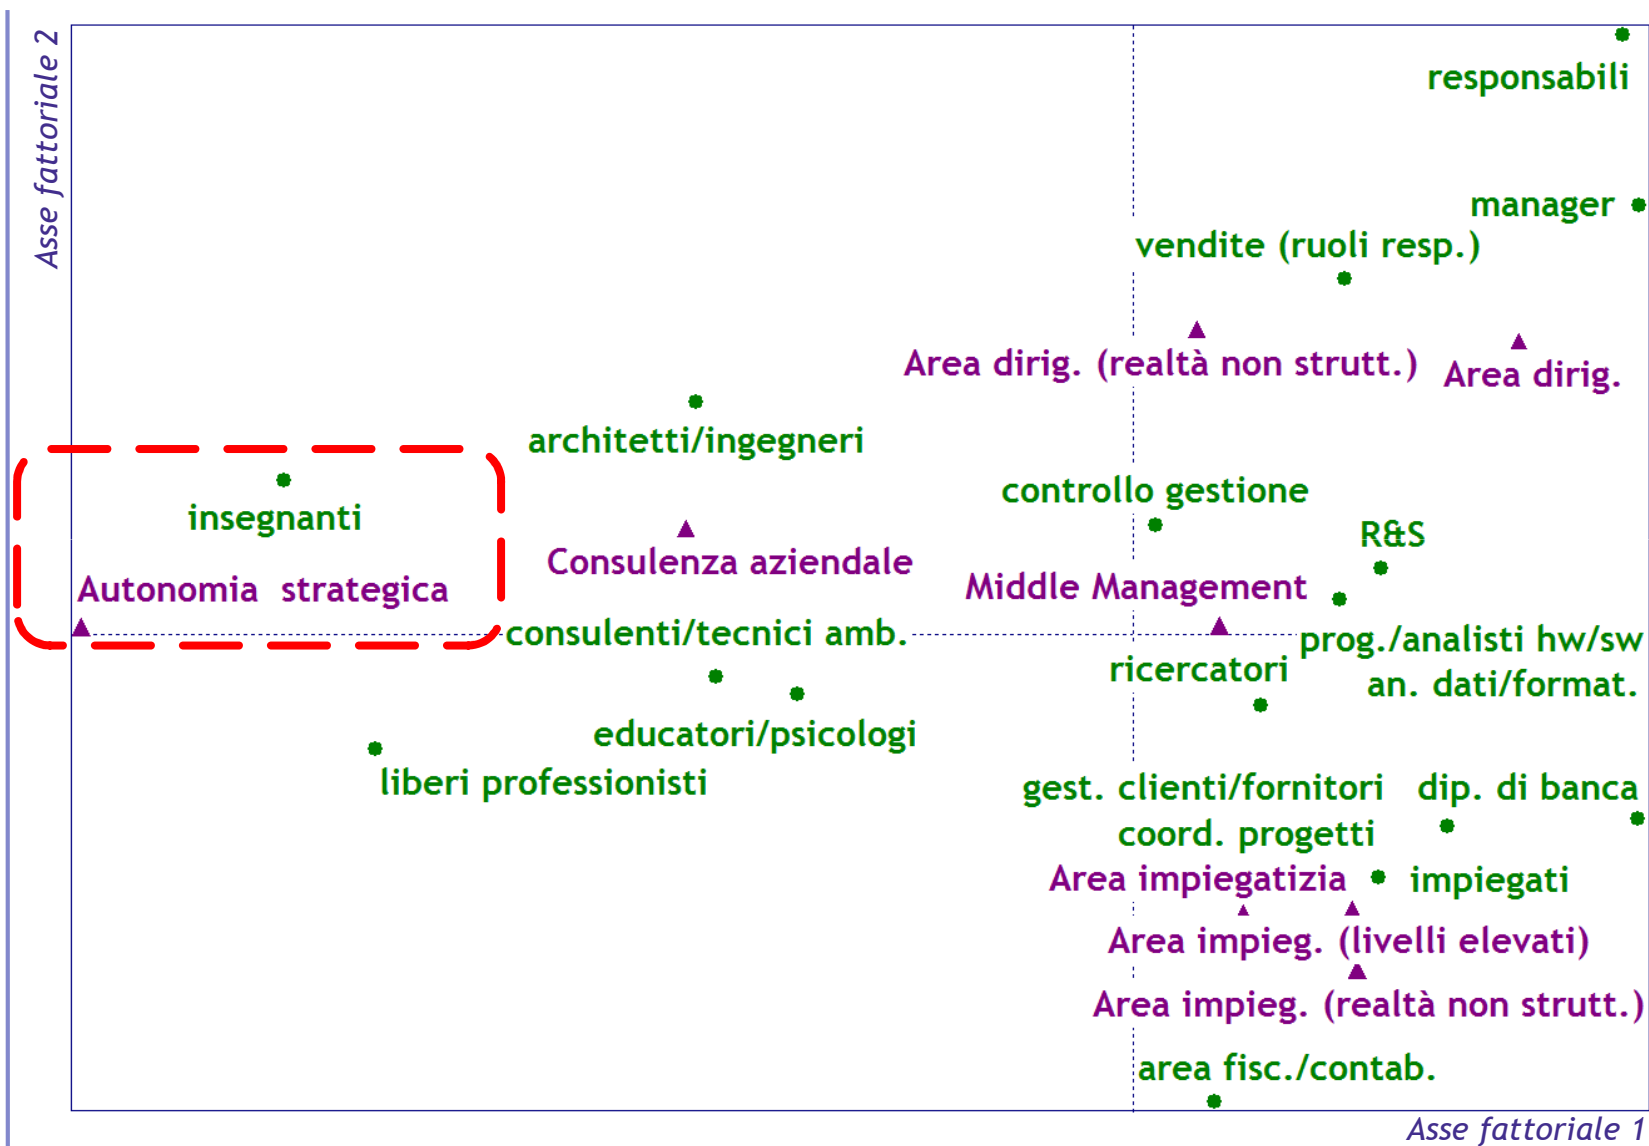 Asse fattoriale 2
responsabili
manager
vendite (ruoli resp.)
Area dirig. (realtà non strutt.)
Area dirig.
architetti/ingegneri
controllo gestione
insegnanti
R&S
Consulenza aziendale
Autonomia strategica
Middle Management
consulenti/tecnici amb.
prog./analisti hw/sw
ricercatori
an. dati/format.
educatori/psicologi
liberi professionisti
gest. clienti/fornitori
dip. di banca
coord. progetti
Area impiegatizia
impiegati
Area impieg. (livelli elevati)
Area impieg. (realtà non strutt.)
area fisc./contab.
Asse fattoriale 1